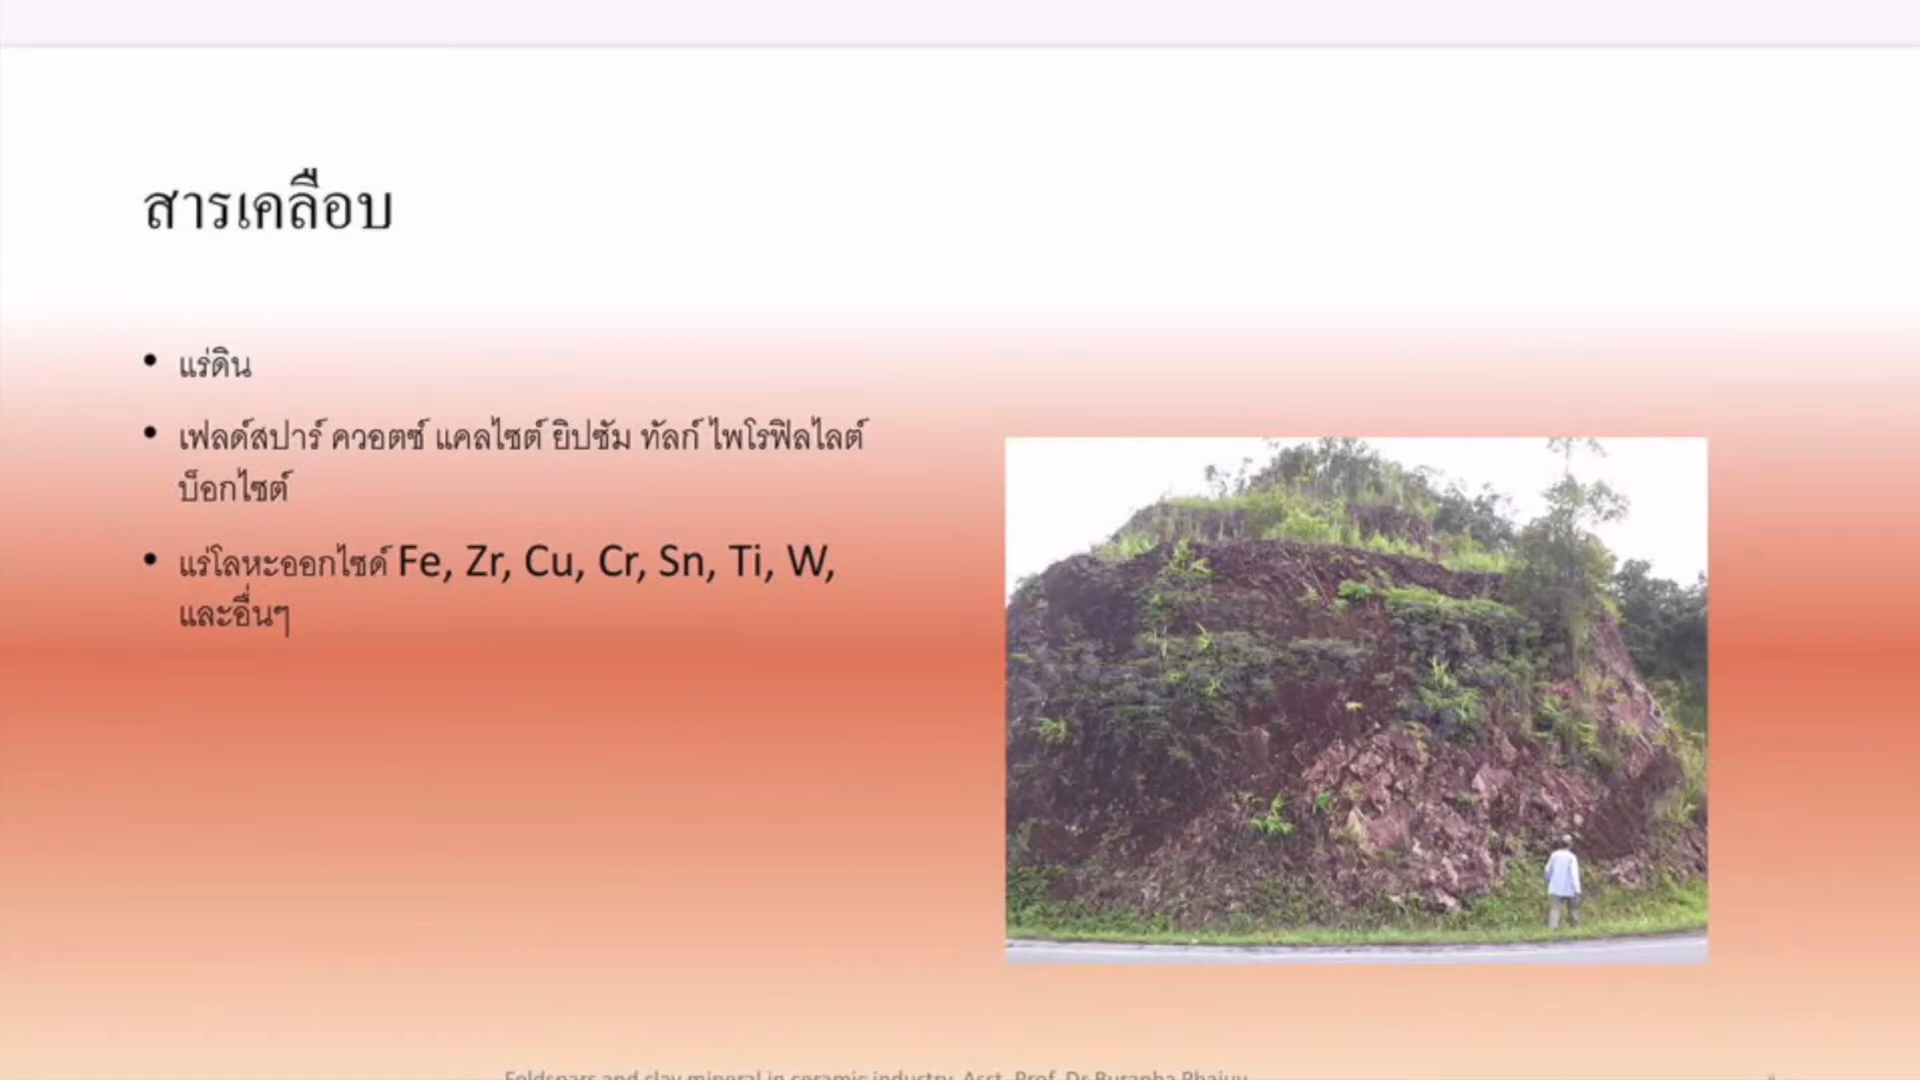 สารเคลือบ
• แร่ดิน
• เฟลด์สปาร์ ควอตซ์ แคลไซต์ ยิปซัม ทัลก์ ไพโรฟิลไลต์
บ็อกไซต์
• แร่โลหะออกไซด์ Fe, Zr, Cu, Cr, Sn, Ti, W,
และอื่นๆ
Feldspars and clay mineral in ceramic industry, Asst. Prof. Dr.Burapha Phajuy